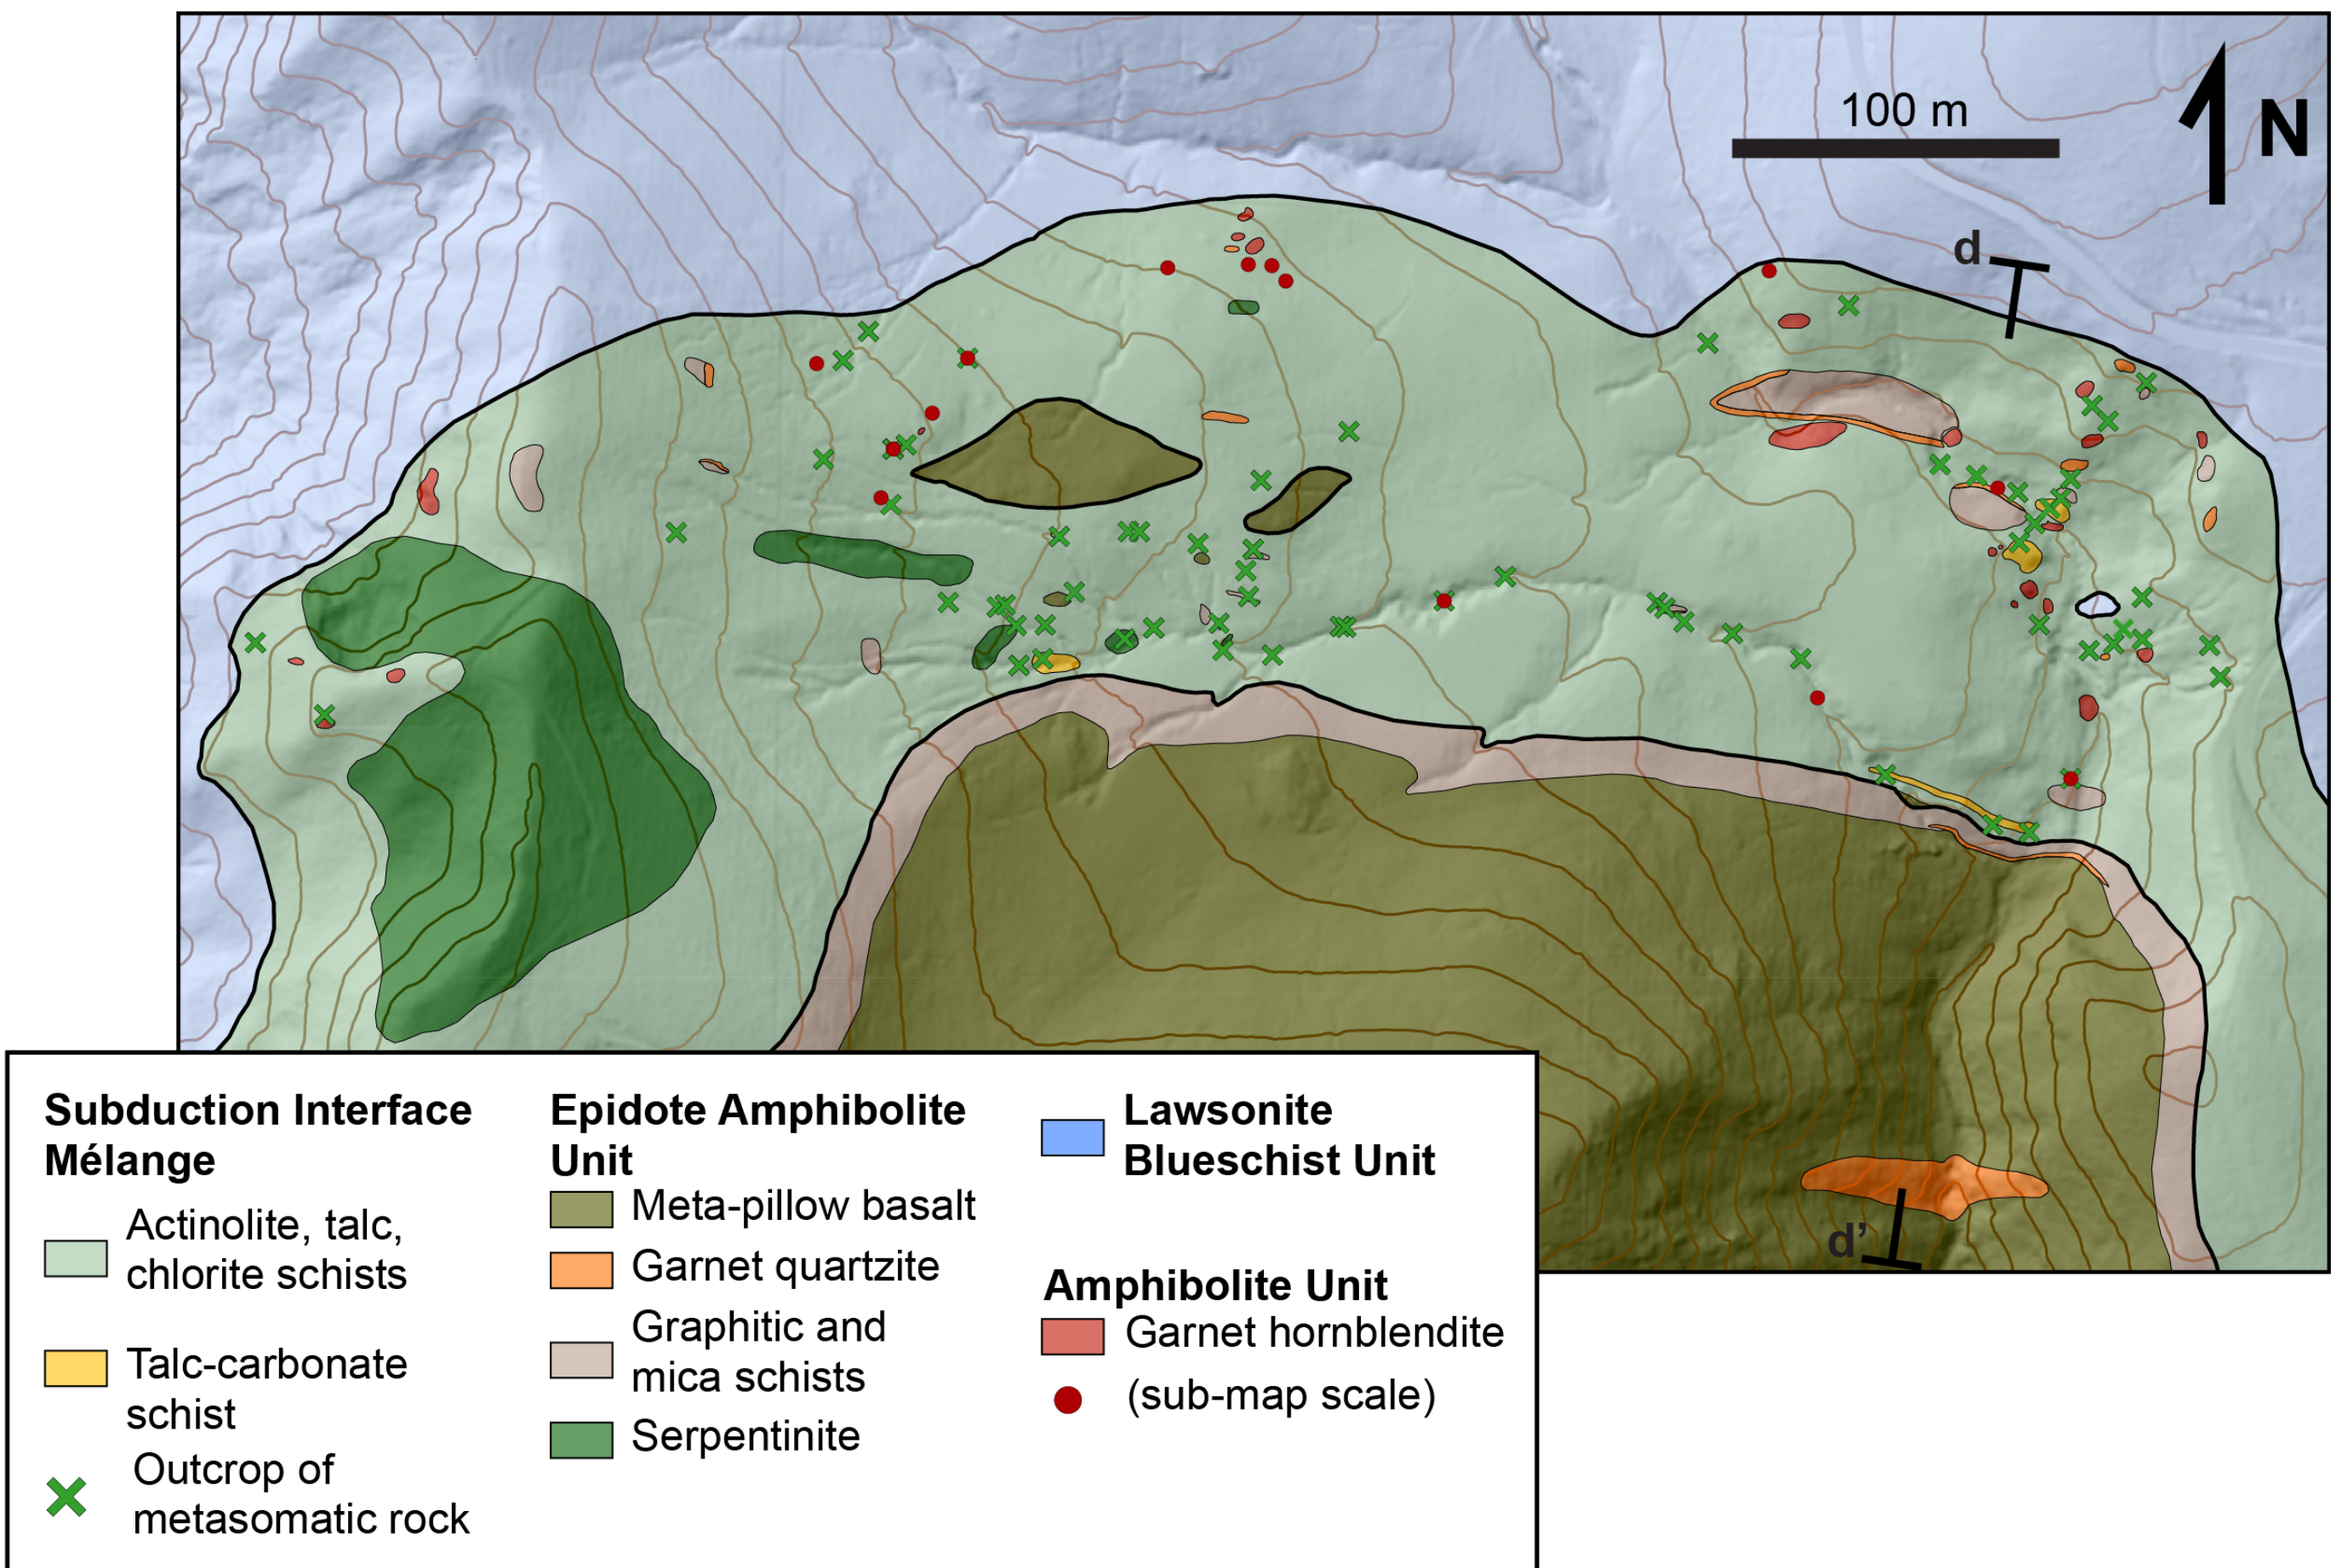 100 m
N
d
d’
Subduction Interface
Mélange
Actinolite, talc,
chlorite schists
Talc-carbonate
schist
Outcrop of
metasomatic rock
Epidote Amphibolite
Unit
Meta-pillow basalt
Garnet quartzite
Graphitic and
mica schists
Serpentinite
Lawsonite
Blueschist Unit
Amphibolite Unit
Garnet hornblendite
(sub-map scale)